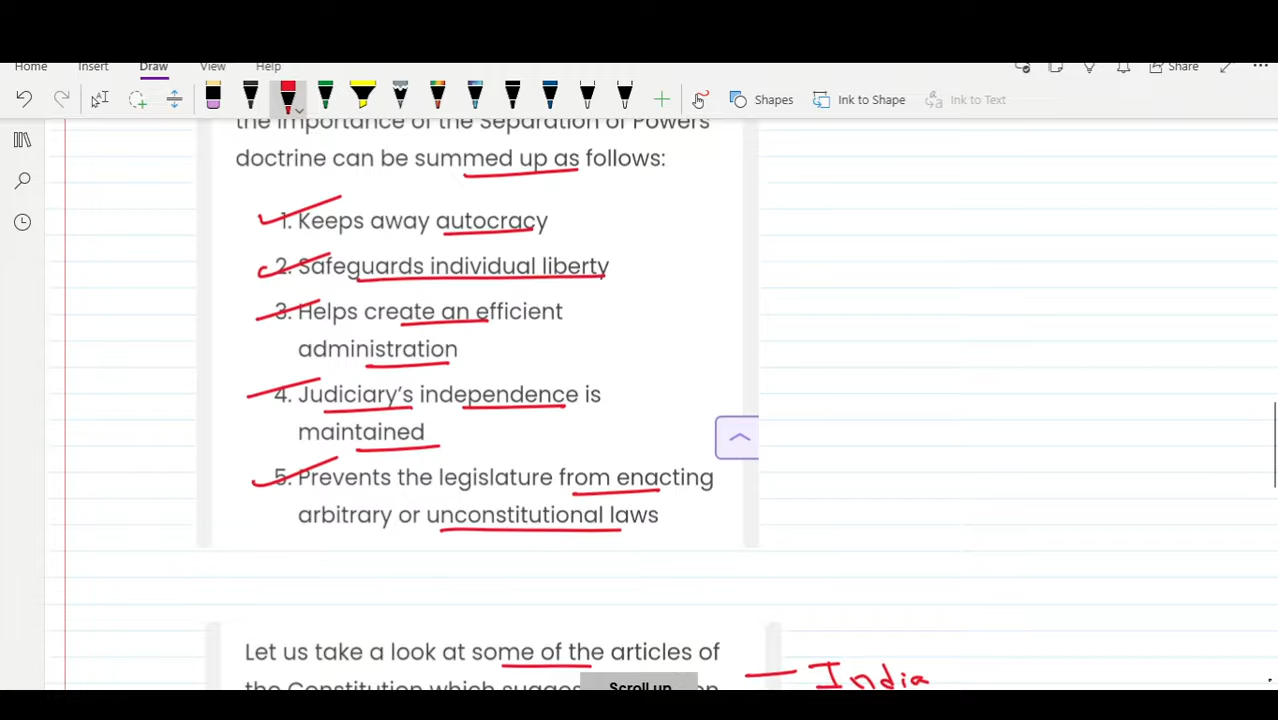 Home Insert Draw View Help Share
Shapes Ink to Shape Ink to Text
the importance of the Separation of Powers
doctrine can be summed up as follows:
1. Keeps away autocracy
2. Safeguards individual liberty
3. Helps create an efficient
administration
4. Judiciary's independence is
maintained
5. Prevents the legislature from enacting
arbitrary or unconstitutional laws
Let us take a look at some of the articles of
— India
the Constitution which
Scroll up